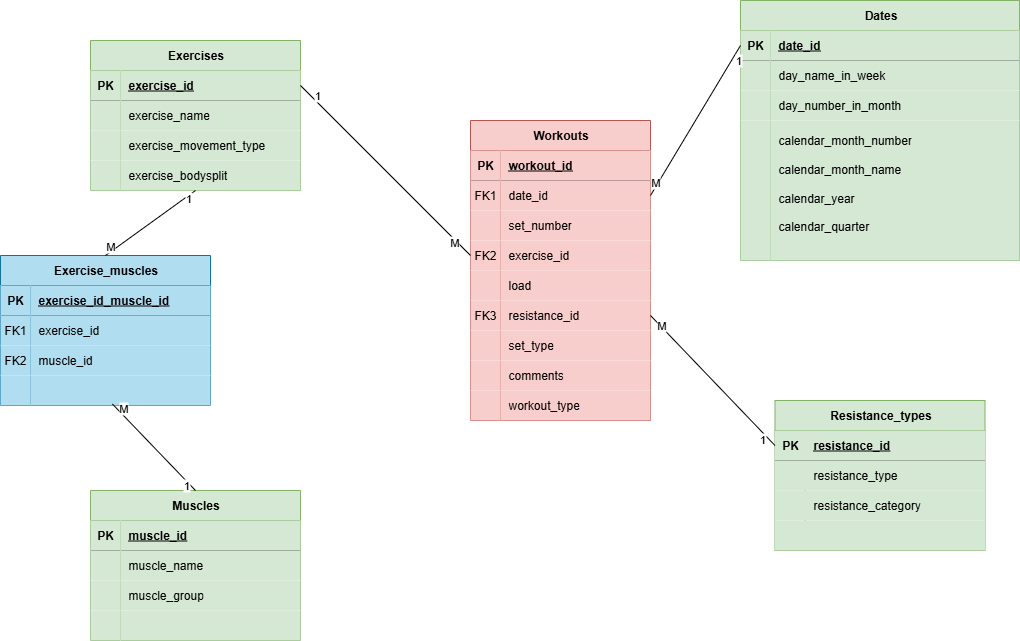 Dates
PK date_id
day_name_in_week
day_number_in_month
calendar_month_number
calendar_month_name
calendar_year
calendar_quarter
1
M
Exercises
PK exercise_id
exercise_name
exercise_movement_type
exercise_bodysplit
1
M
1
M
Workouts
PK workout_id
FK1 date_id
set_number
FK2 exercise_id
load
FK3 resistance_id
set_type
comments
workout_type
Exercise_muscles
PK exercise_id_muscle_id
FK1 exercise_id
FK2 muscle_id
M
1
M
1
Resistance_types
PK resistance_id
resistance_type
resistance_category
Muscles
PK muscle_id
muscle_name
muscle_group